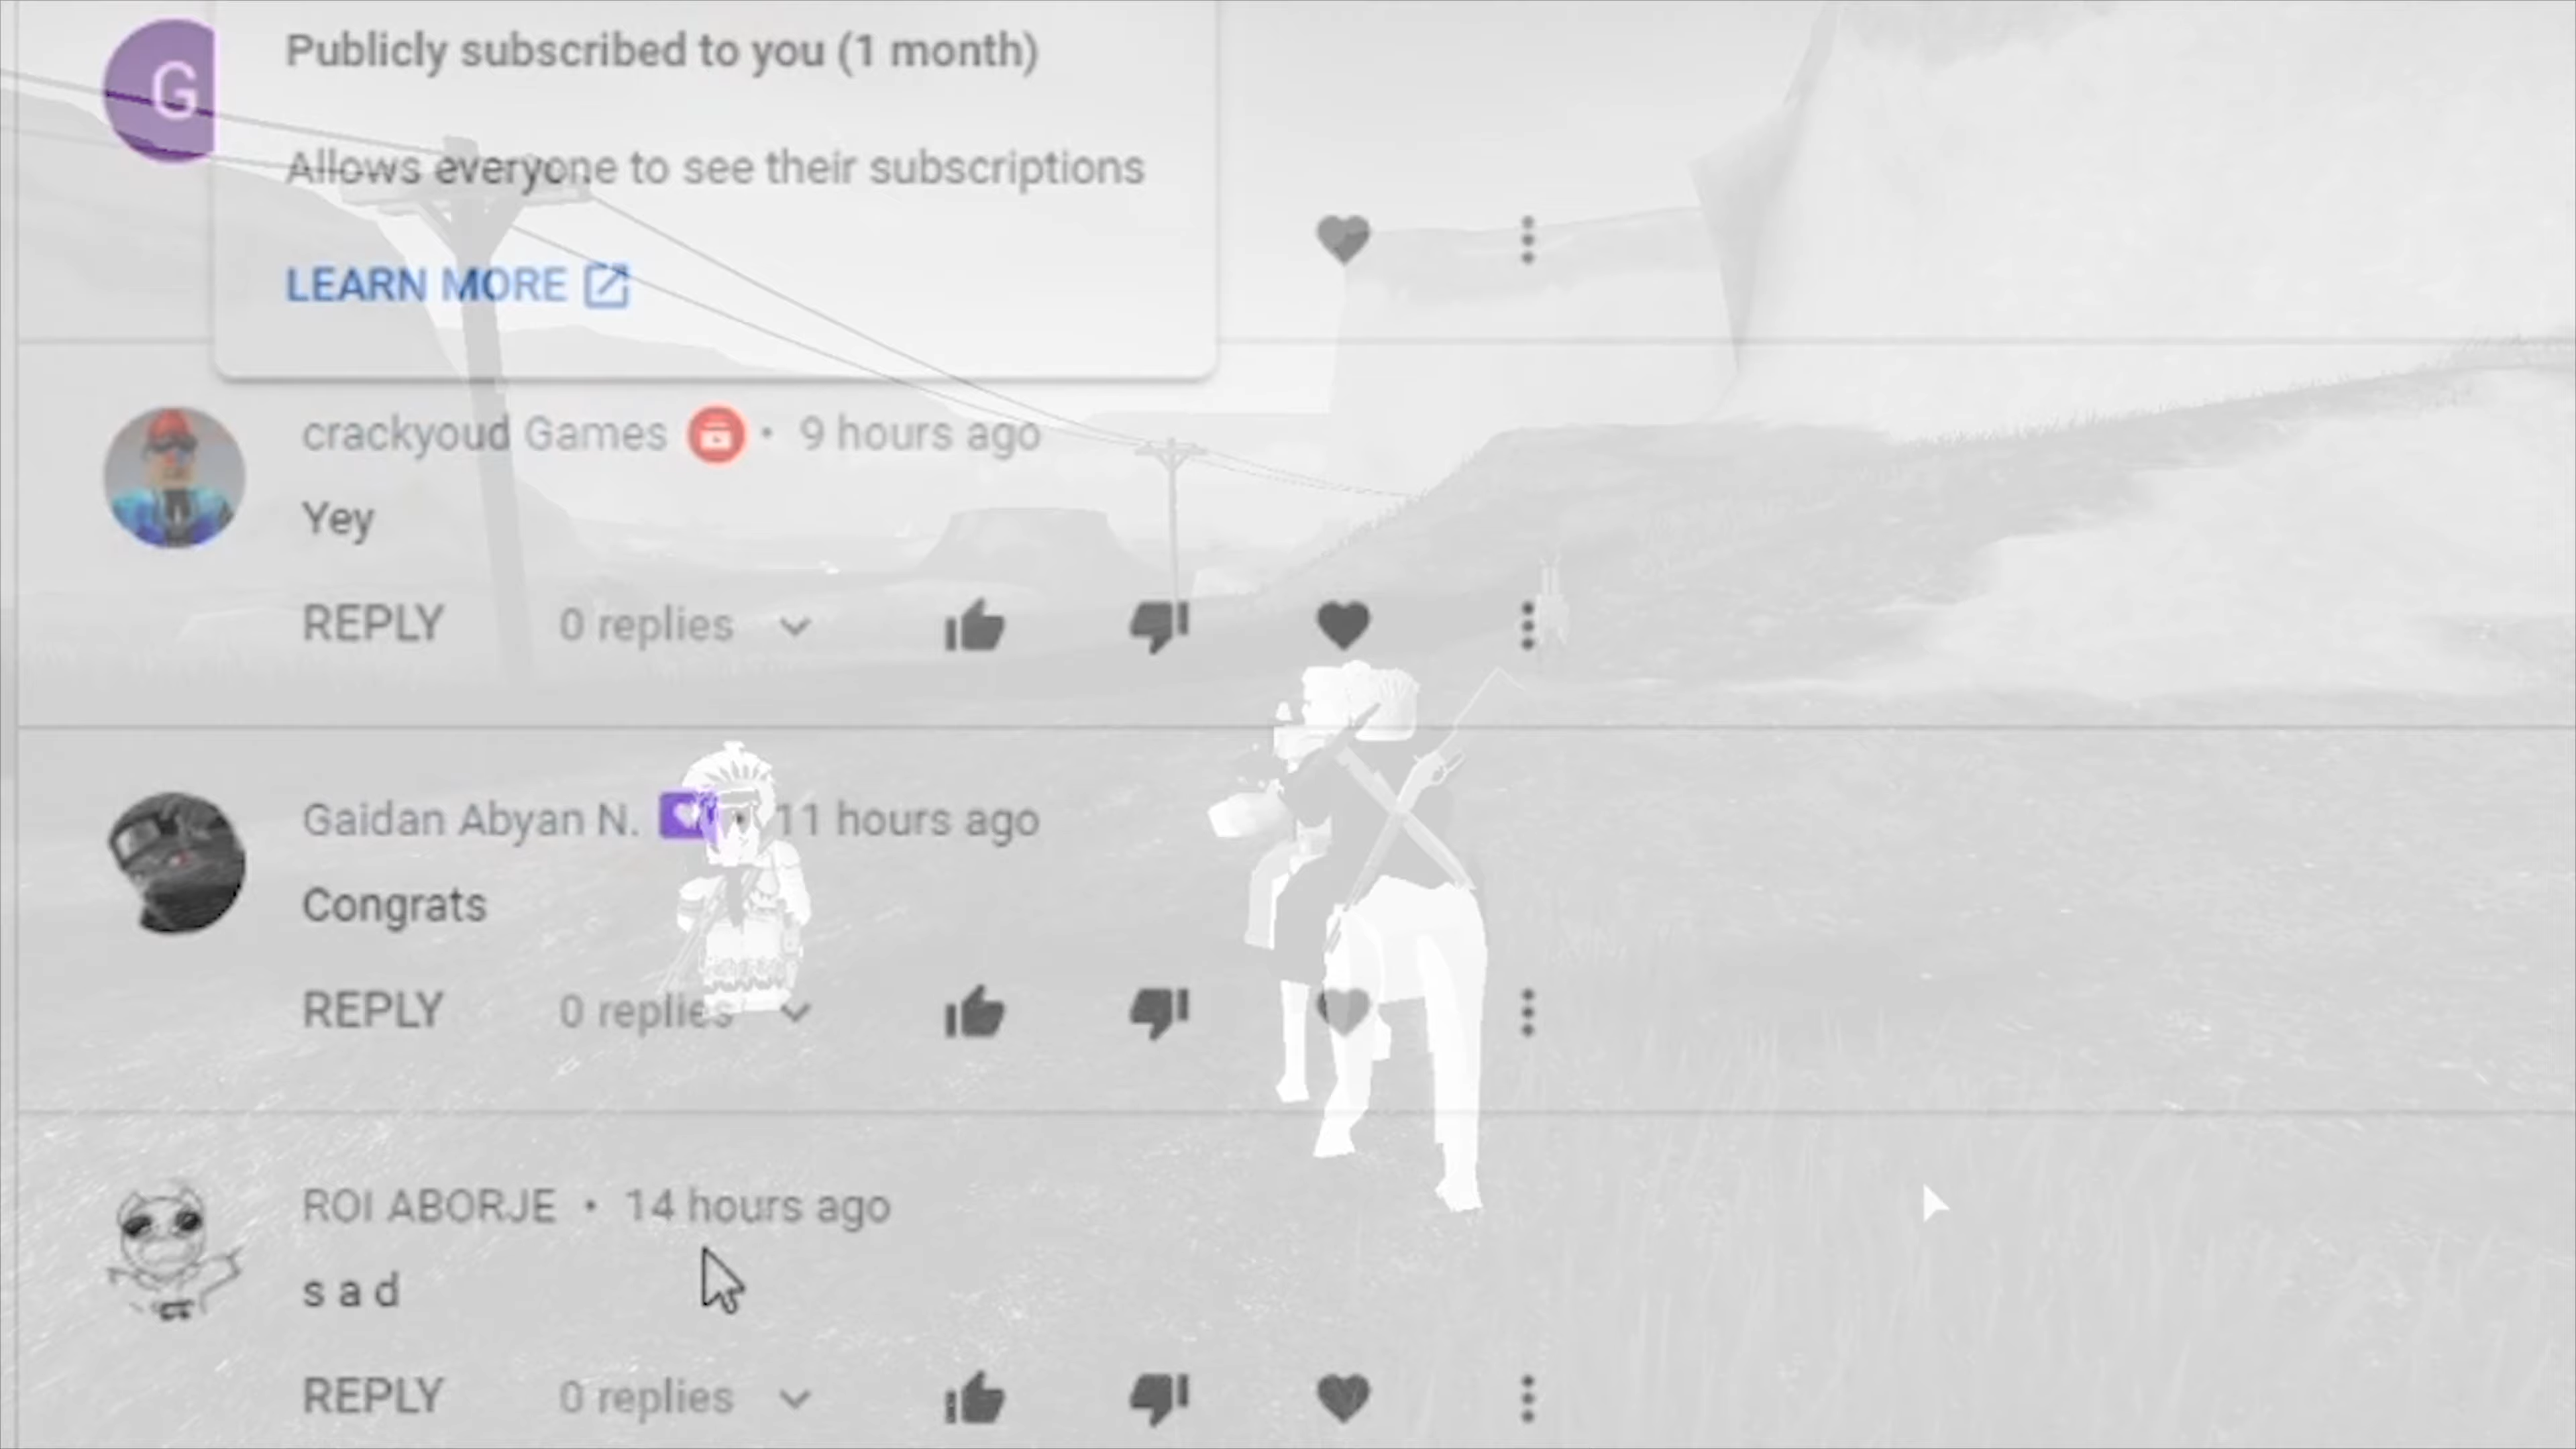 Publicly subscribed to you (1 month)
G
Allows everyone to see their subscriptions
LEARN MORE
crackyoud Games • 9 hours ago
Yey
REPLY 0 replies
Gaidan Abyan N. 11 hours ago
Congrats
REPLY 0 replies
ROI ABORJE • 14 hours ago
s a d
REPLY 0 replies